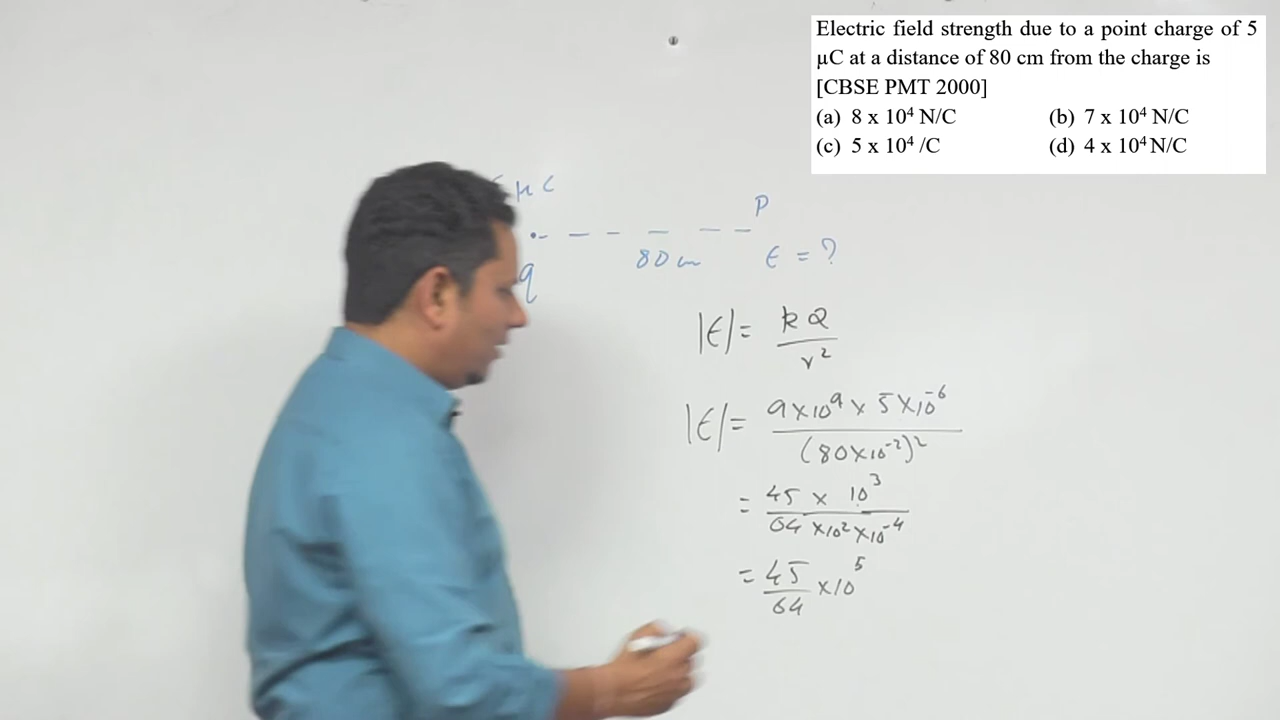 Electric field strength due to a point charge of 5
μC at a distance of 80 cm from the charge is
[CBSE PMT 2000]
(a) 8 x 10⁴ N/C (b) 7 x 10⁴ N/C
(c) 5 x 10⁴ /C (d) 4 x 10⁴ N/C
μC
P
80 cm E = ?
q
|E| = kQ / r²
|E| = 9×10⁹ × 5×10⁻⁶ / (80×10⁻²)²
= 45 × 10³ / 64 ×10² ×10⁻⁴
= 45/64 ×10⁵